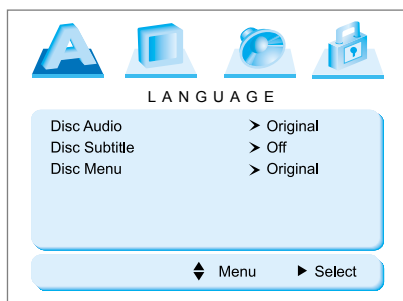 A
LANGUAGE
Disc Audio ➤ Original
Disc Subtitle ➤ Off
Disc Menu ➤ Original
▲▼ Menu ▶ Select